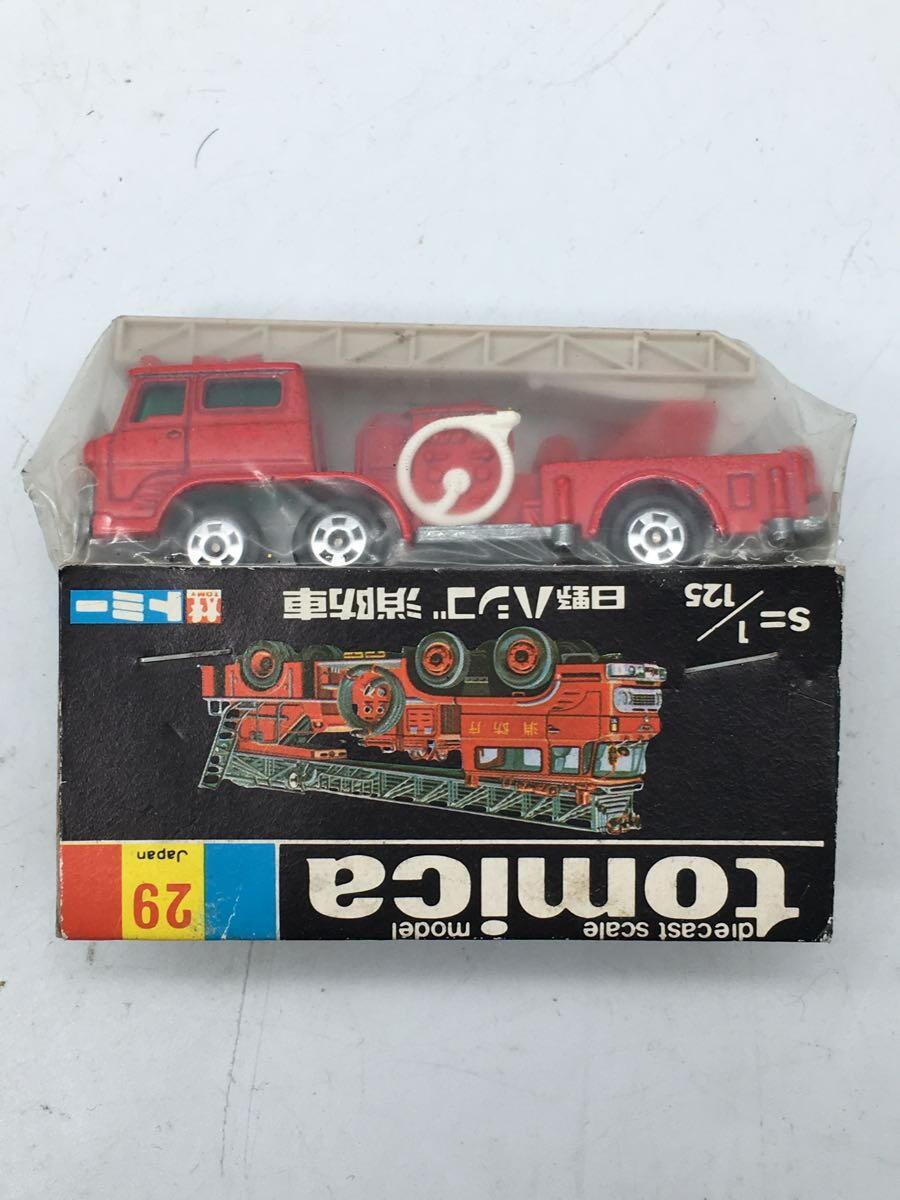 diecast scale model
tomica
29
Japan
消防庁
S=1/125
日野ハシゴ消防車
TOMY
トミー